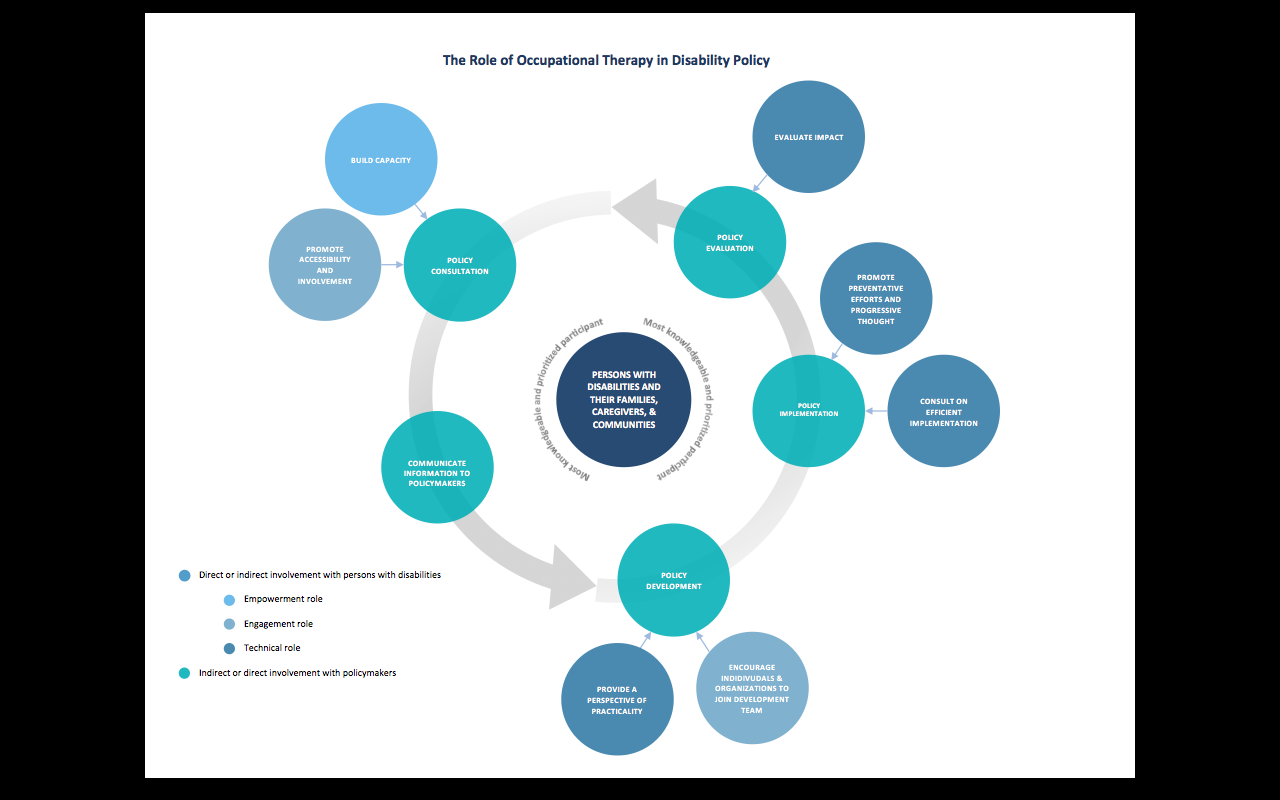 The Role of Occupational Therapy in Disability Policy
BUILD CAPACITY
EVALUATE IMPACT
PROMOTE
ACCESSIBILITY
AND
INVOLVEMENT
POLICY
CONSULTATION
POLICY
EVALUATION
PROMOTE
PREVENTATIVE
EFFORTS AND
PROGRESSIVE
THOUGHT
Most knowledgeable and prioritized participant
Most knowledgeable and prioritized participant
PERSONS WITH
DISABILITIES AND
THEIR FAMILIES,
CAREGIVERS, &
COMMUNITIES
POLICY
IMPLEMENTATION
CONSULT ON
EFFICIENT
IMPLEMENTATION
COMMUNICATE
INFORMATION TO
POLICYMAKERS
POLICY
DEVELOPMENT
PROVIDE A
PERSPECTIVE OF
PRACTICALITY
ENCOURAGE
INDIDIVUDALS &
ORGANIZATIONS TO
JOIN DEVELOPMENT
TEAM
Direct or indirect involvement with persons with disabilities
Empowerment role
Engagement role
Technical role
Indirect or direct involvement with policymakers